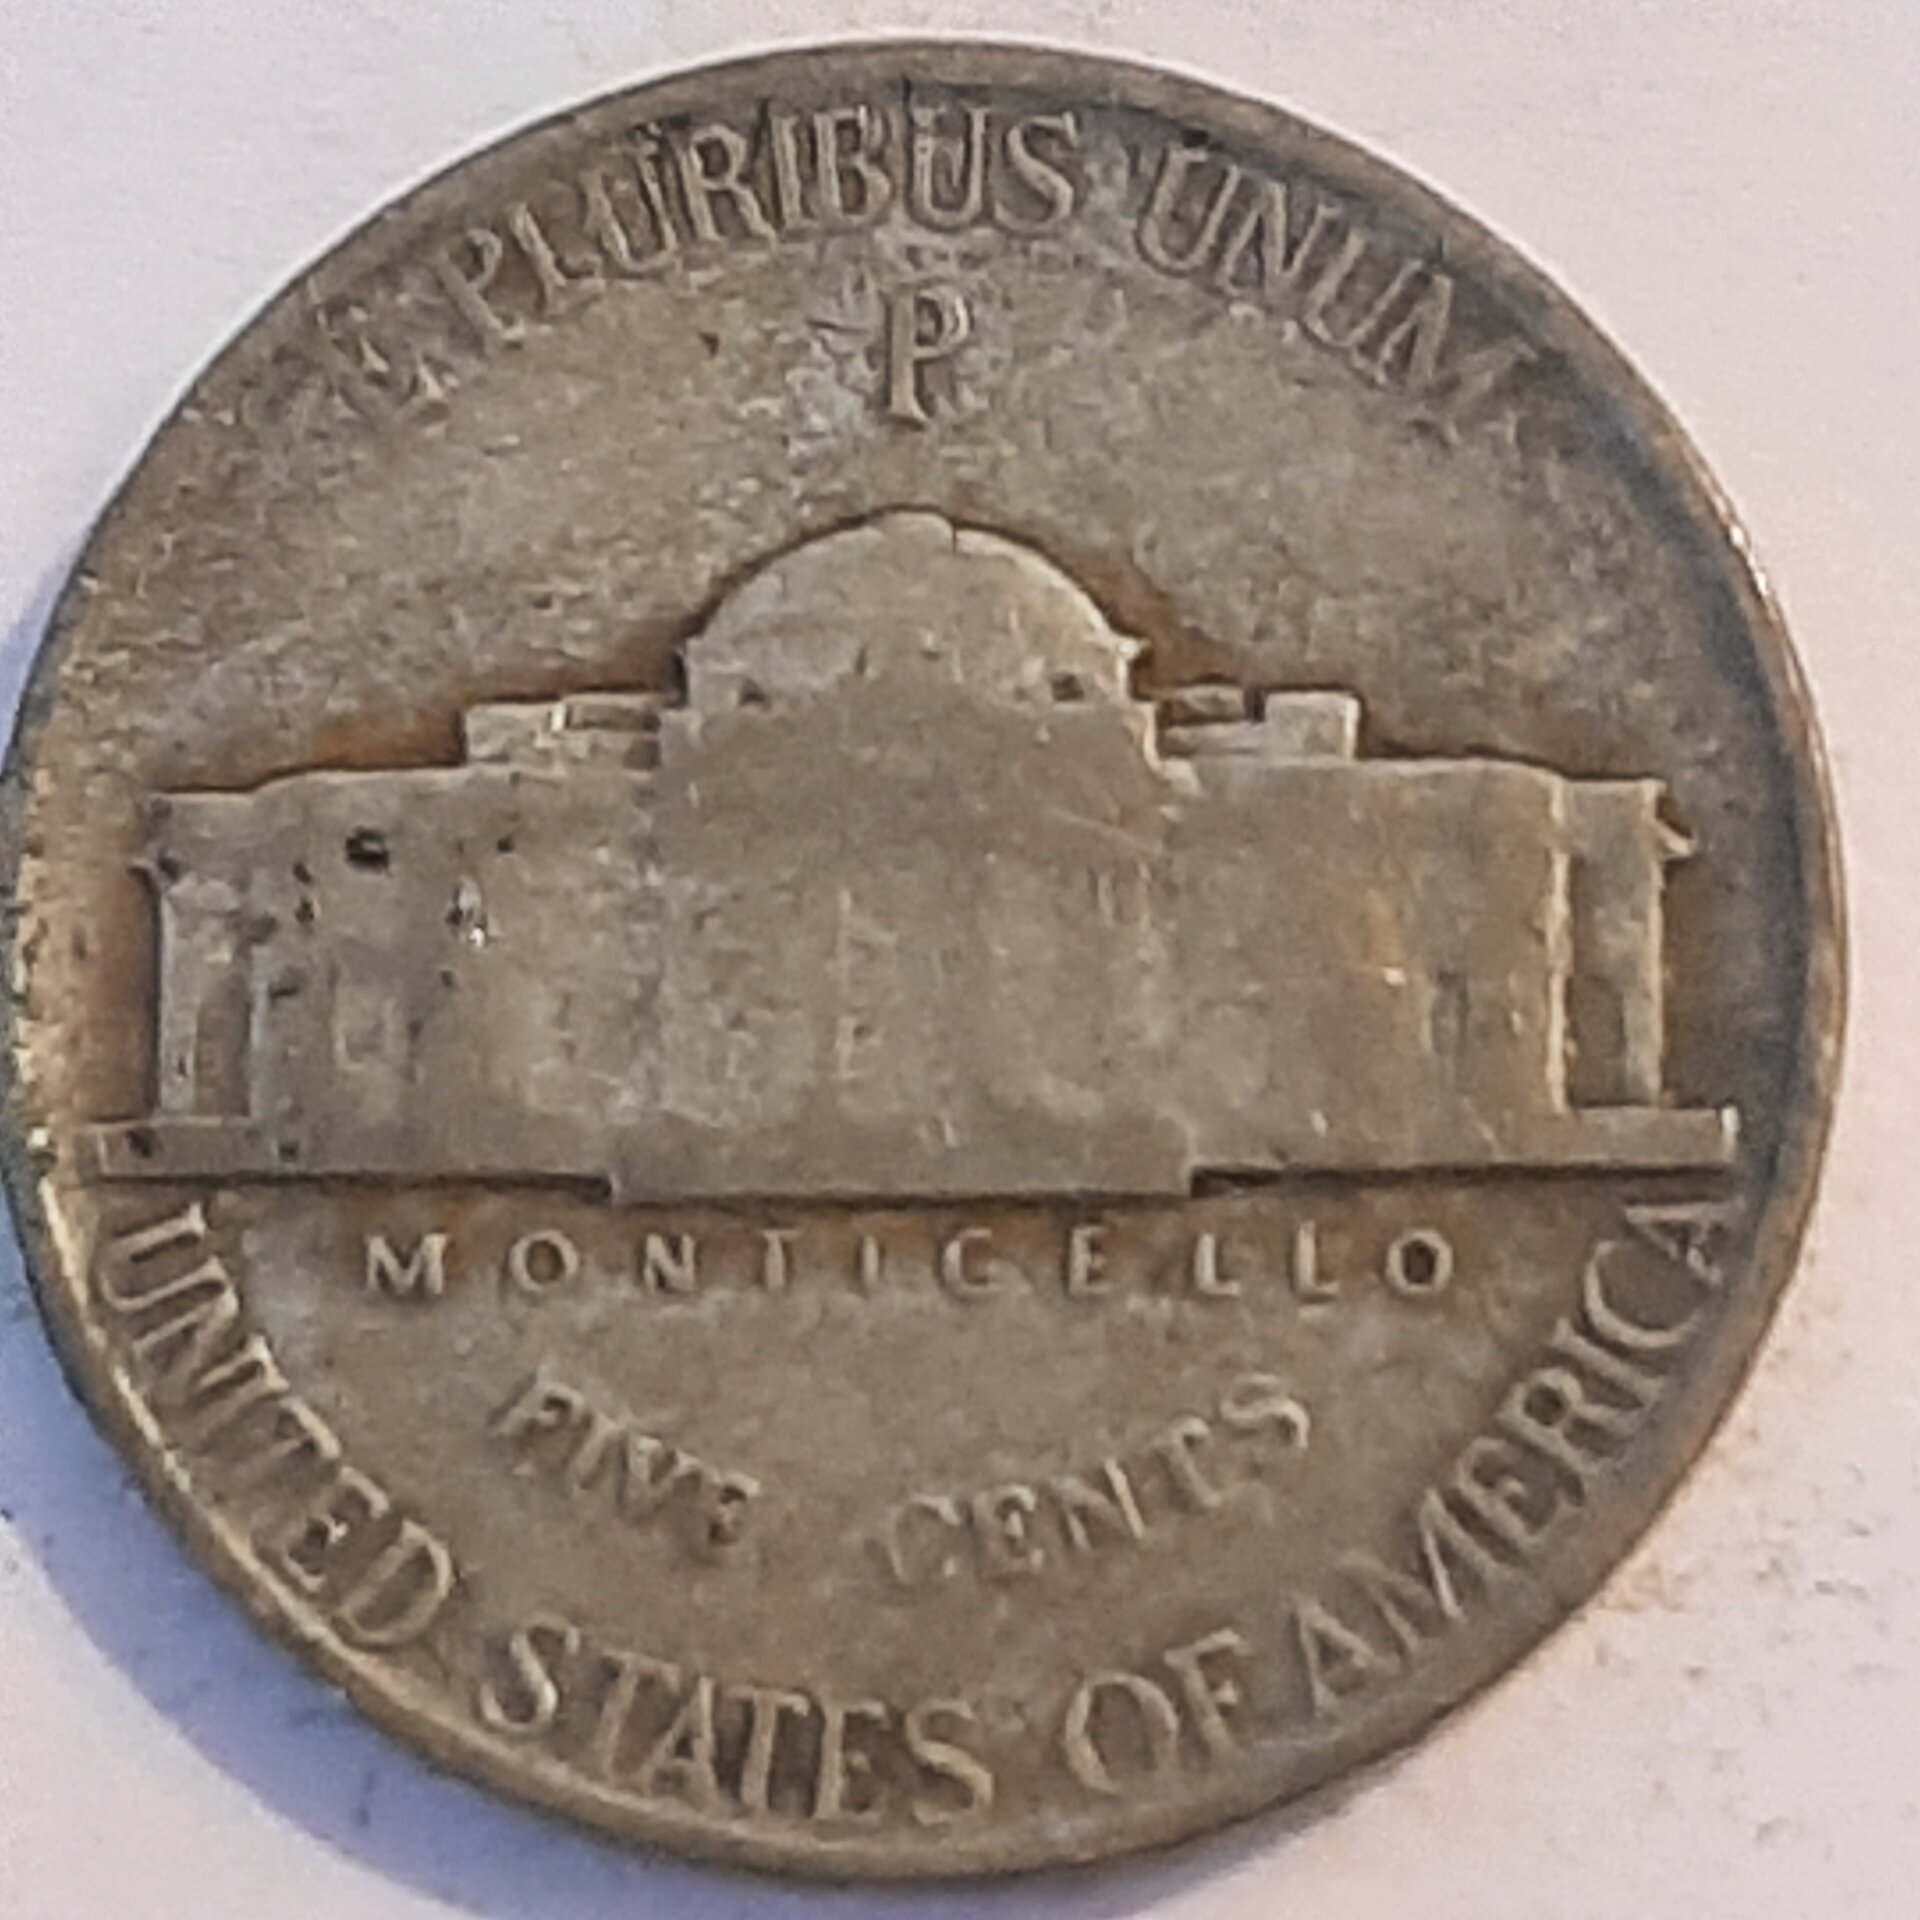 E PLURIBUS UNUM
P
MONTICELLO
FIVE CENTS
UNITED STATES OF AMERICA